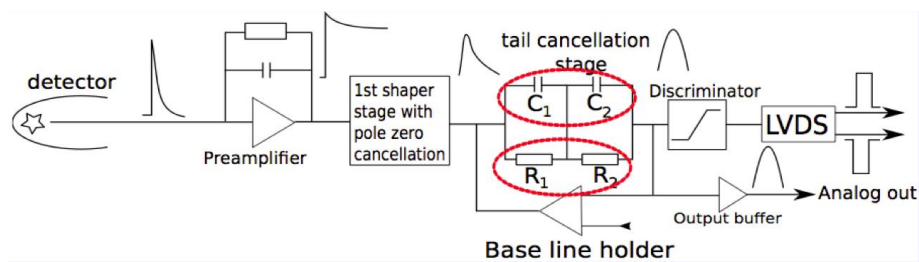 detector
Preamplifier
1st shaper
stage with
pole zero
cancellation
tail cancellation
stage
C1 C2
R1 R2
Base line holder
Discriminator
LVDS
Output buffer
Analog out